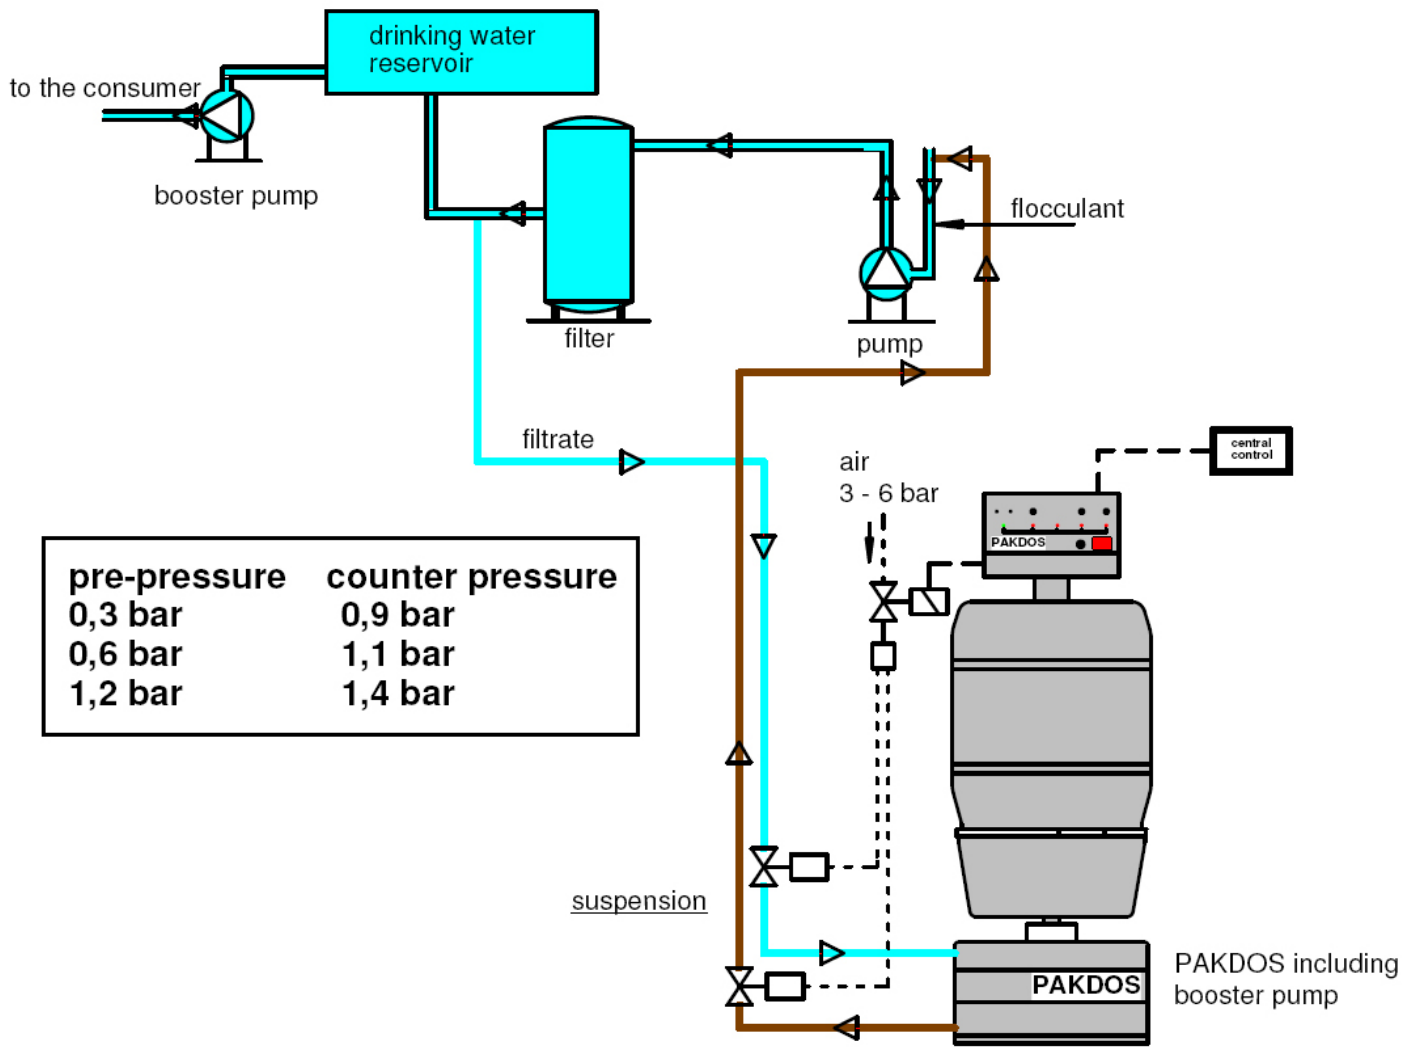 drinking water
reservoir
to the consumer
booster pump
flocculant
filter
pump
filtrate
air
3 - 6 bar
central
control
PAKDOS
pre-pressure counter pressure
0,3 bar 0,9 bar
0,6 bar 1,1 bar
1,2 bar 1,4 bar
suspension
PAKDOS
PAKDOS including
booster pump